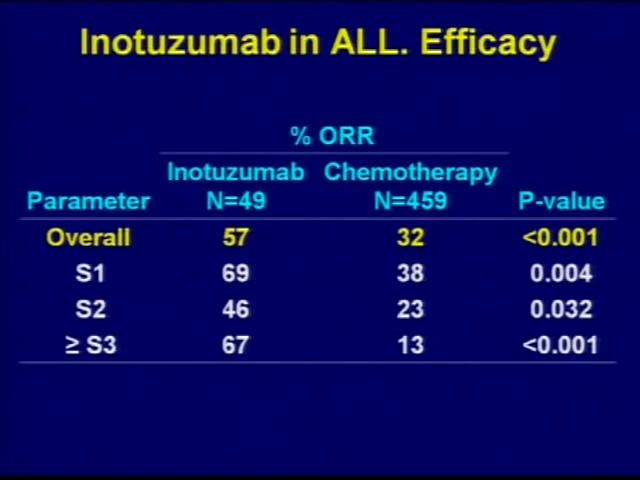 Inotuzumab in ALL. Efficacy
% ORR
Inotuzumab Chemotherapy
Parameter N=49 N=459 P-value
Overall 57 32 <0.001
S1 69 38 0.004
S2 46 23 0.032
≥ S3 67 13 <0.001